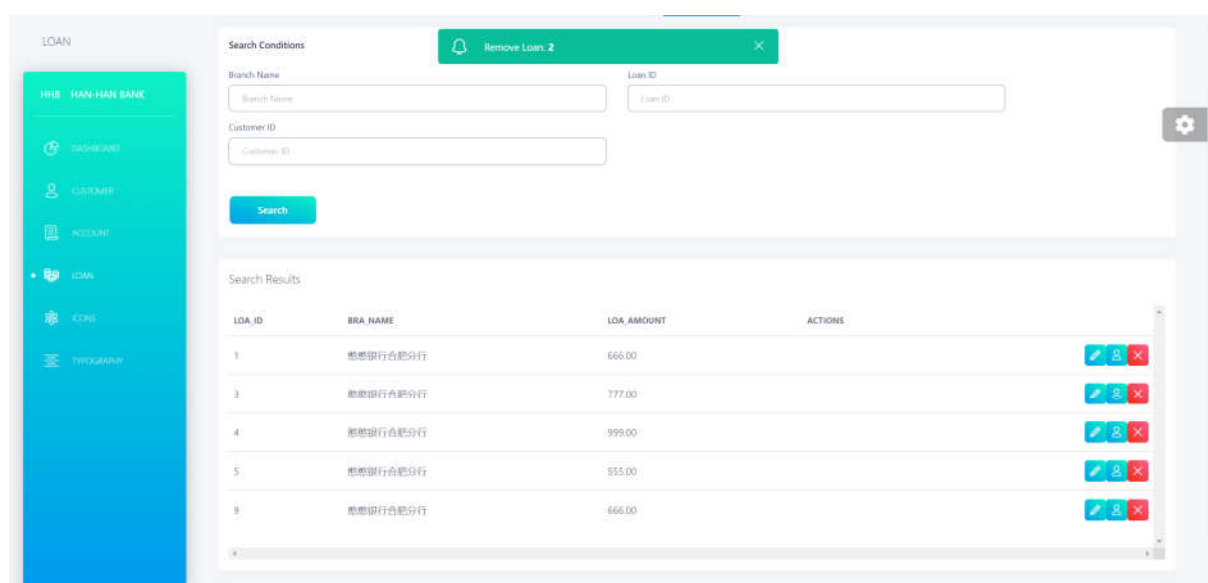 LOAN
Search Conditions
Remove Loan: 2
Branch Name
Loan ID
Branch Name
Loan ID
Customer ID
Customer ID
Search
HHB HAN-HAN BANK
DASHBOARD
CUSTOMER
ACCOUNT
LOAN
ICONS
TYPOGRAPHY
Search Results
LOA_ID BRA_NAME LOA_AMOUNT ACTIONS
1 憨憨银行合肥分行 666.00
3 憨憨银行合肥分行 777.00
4 憨憨银行合肥分行 999.00
5 憨憨银行合肥分行 555.00
9 憨憨银行合肥分行 666.00